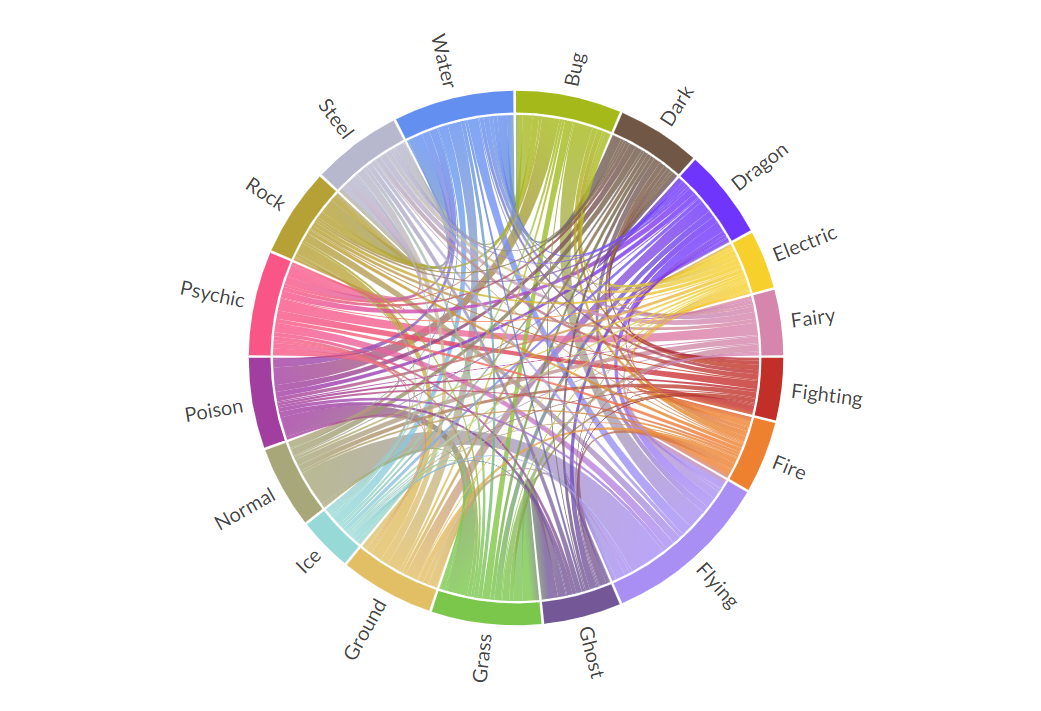 Water
Bug
Dark
Dragon
Electric
Fairy
Fighting
Fire
Flying
Ghost
Grass
Ground
Ice
Normal
Poison
Psychic
Rock
Steel